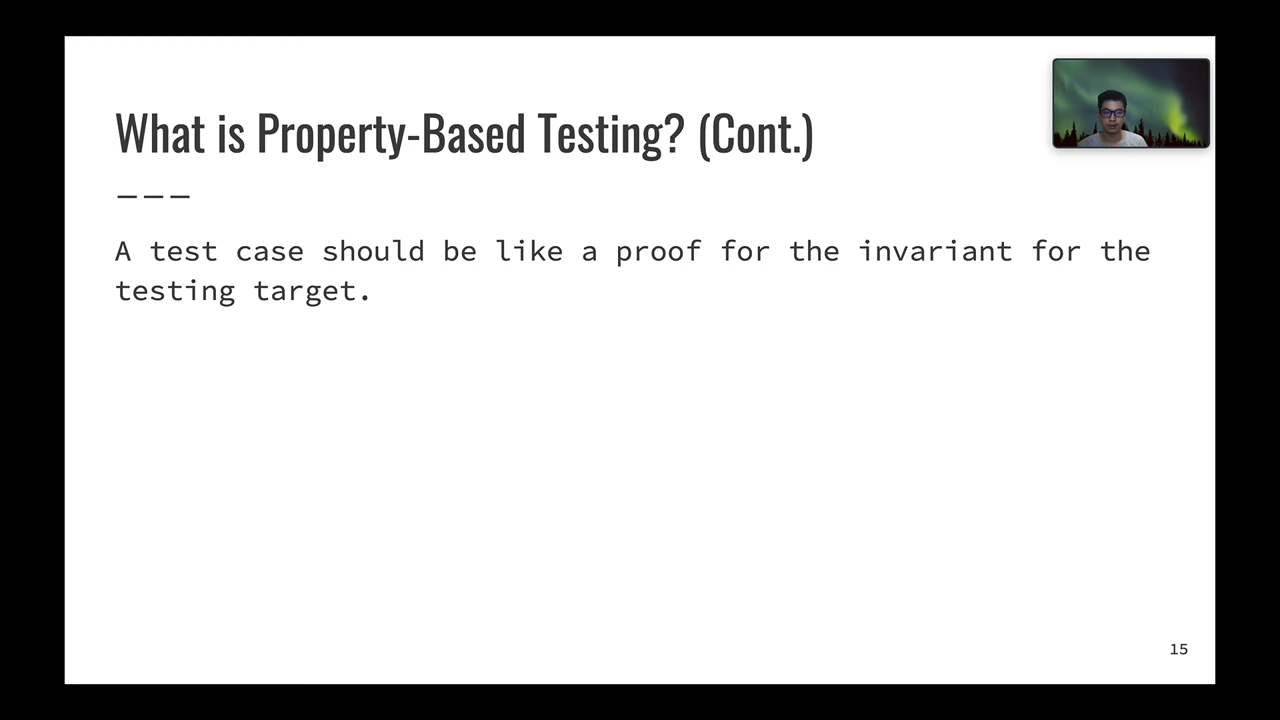 What is Property-Based Testing? (Cont.)
A test case should be like a proof for the invariant for the
testing target.
15